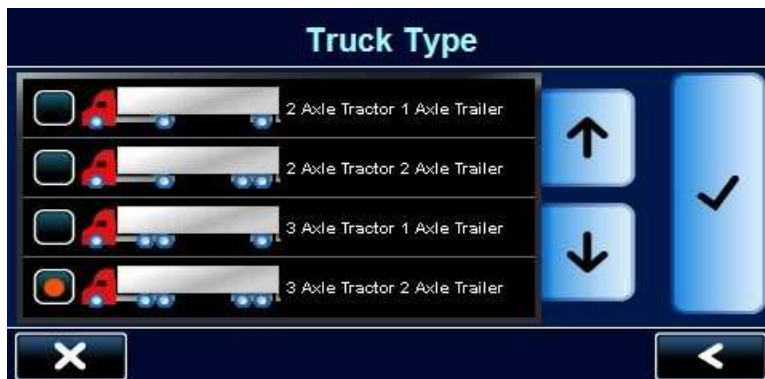 Truck Type
2 Axle Tractor 1 Axle Trailer
2 Axle Tractor 2 Axle Trailer
3 Axle Tractor 1 Axle Trailer
3 Axle Tractor 2 Axle Trailer